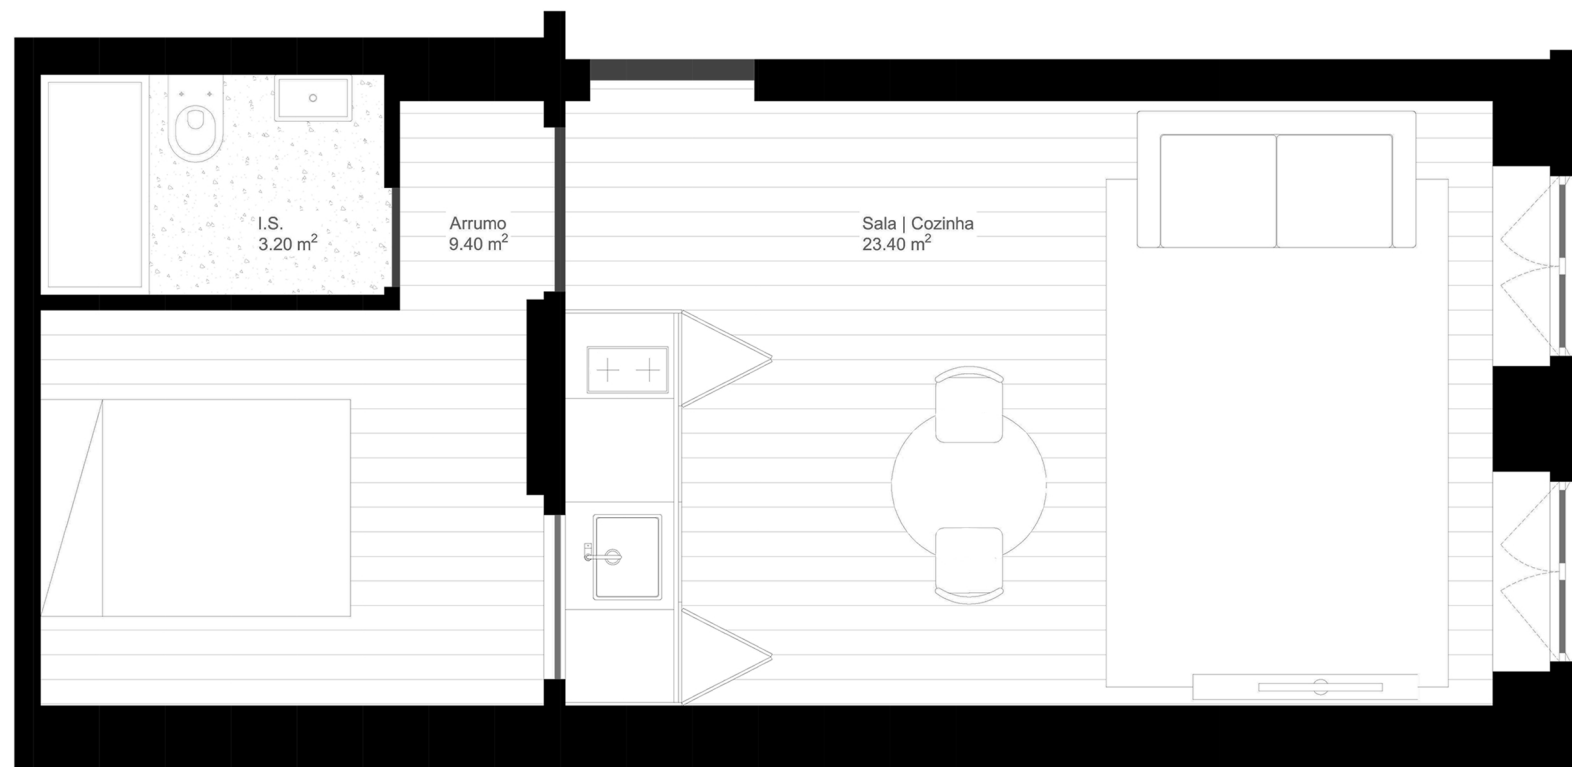 I.S.
3.20 m²
Arrumo
9.40 m²
Sala | Cozinha
23.40 m²